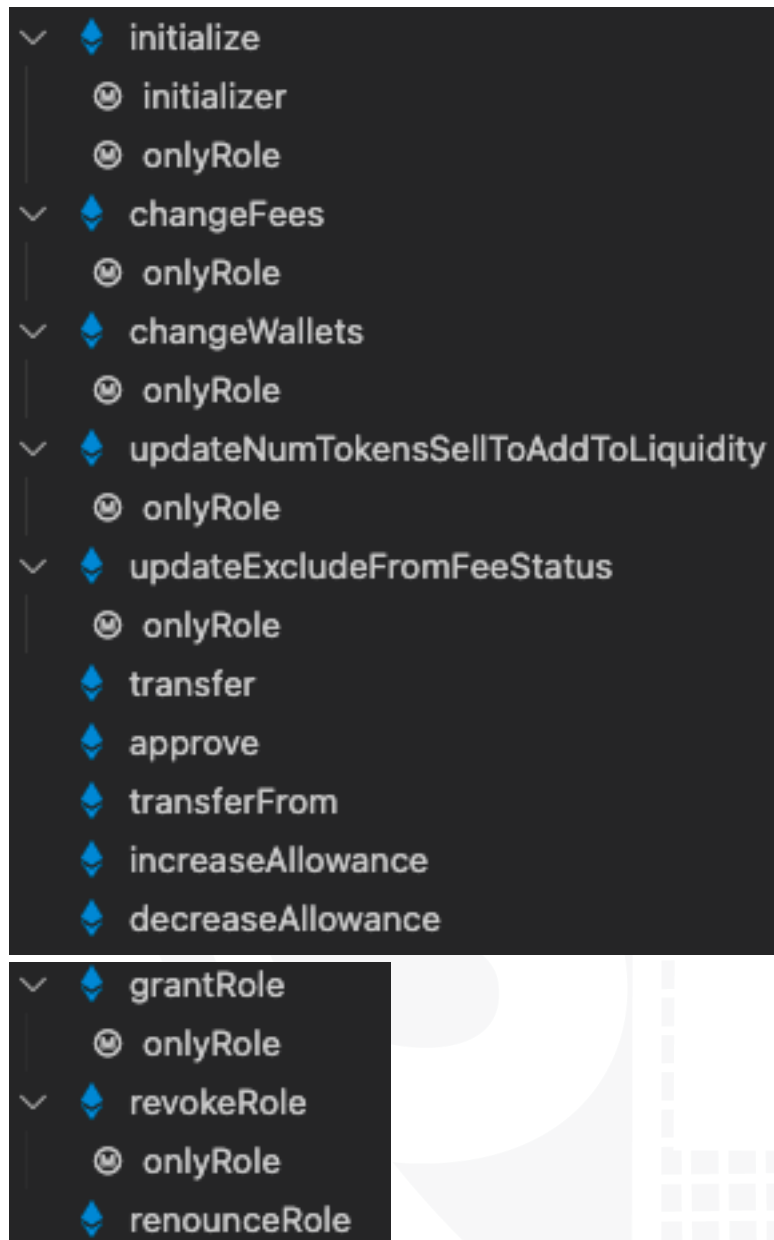 initialize
initializer
onlyRole
changeFees
onlyRole
changeWallets
onlyRole
updateNumTokensSellToAddToLiquidity
onlyRole
updateExcludeFromFeeStatus
onlyRole
transfer
approve
transferFrom
increaseAllowance
decreaseAllowance
grantRole
onlyRole
revokeRole
onlyRole
renounceRole